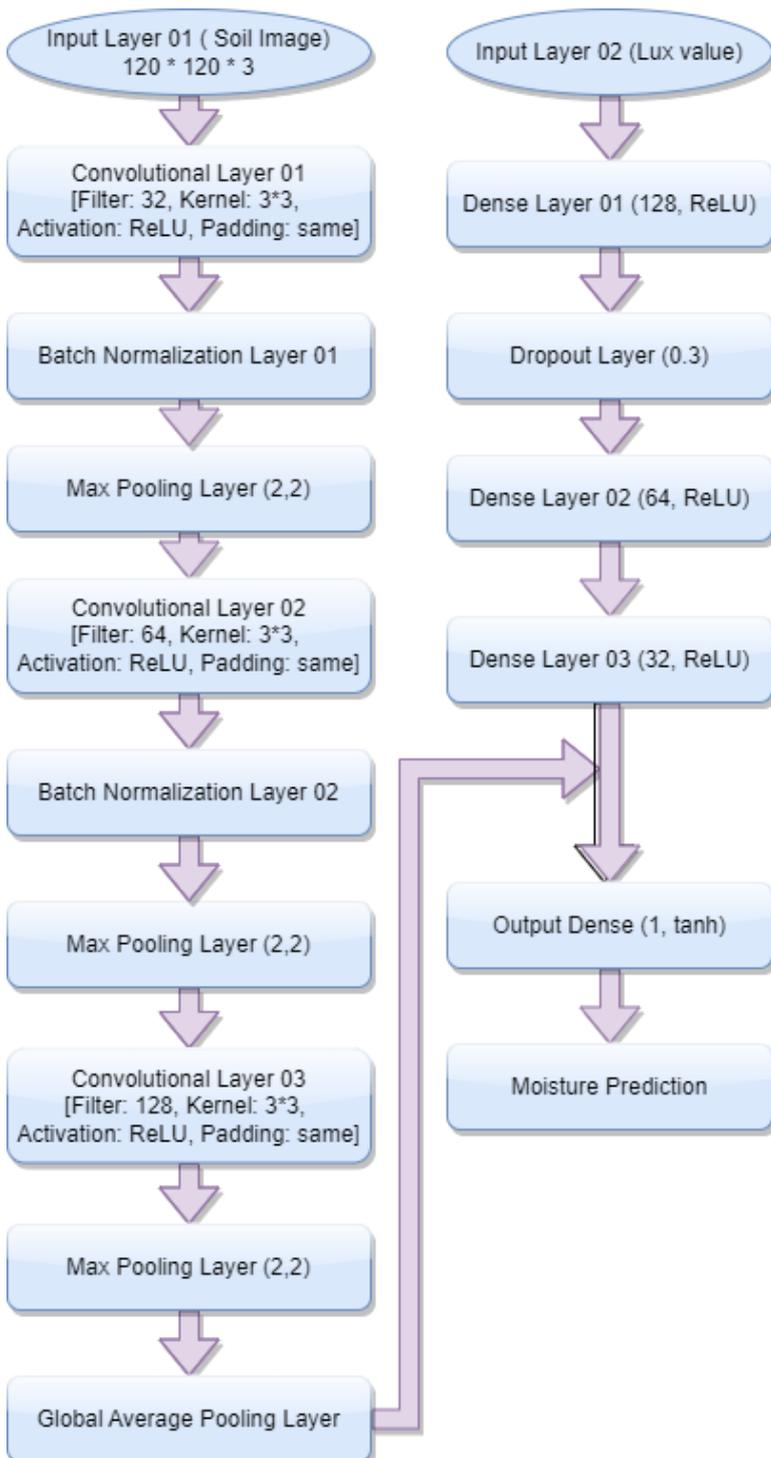 Input Layer 01 ( Soil Image)
120 * 120 * 3
Convolutional Layer 01
[Filter: 32, Kernel: 3*3,
Activation: ReLU, Padding: same]
Batch Normalization Layer 01
Max Pooling Layer (2,2)
Convolutional Layer 02
[Filter: 64, Kernel: 3*3,
Activation: ReLU, Padding: same]
Batch Normalization Layer 02
Max Pooling Layer (2,2)
Convolutional Layer 03
[Filter: 128, Kernel: 3*3,
Activation: ReLU, Padding: same]
Max Pooling Layer (2,2)
Global Average Pooling Layer
Input Layer 02 (Lux value)
Dense Layer 01 (128, ReLU)
Dropout Layer (0.3)
Dense Layer 02 (64, ReLU)
Dense Layer 03 (32, ReLU)
Output Dense (1, tanh)
Moisture Prediction